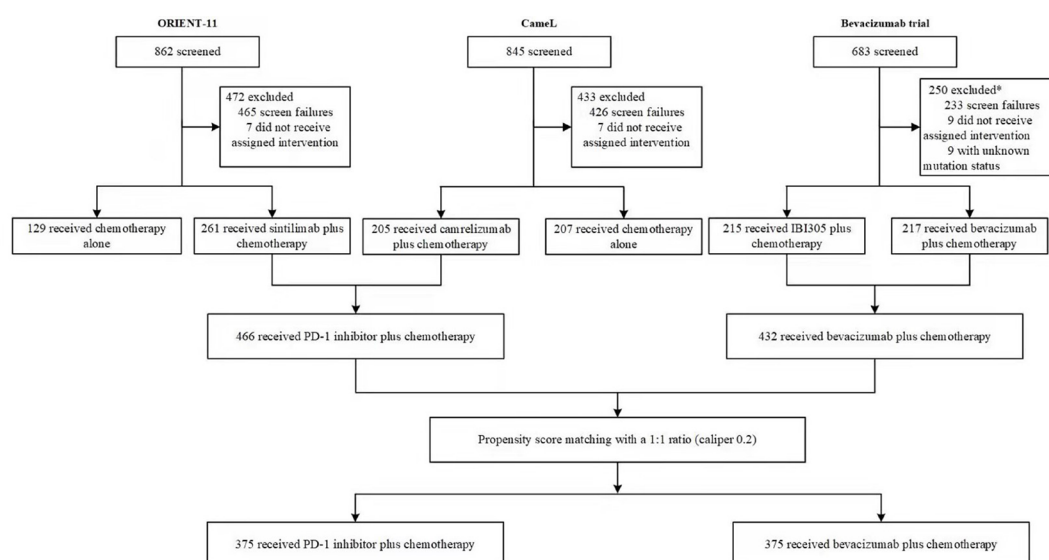 ORIENT-11
CameL
Bevacizumab trial
862 screened
845 screened
683 screened
472 excluded
465 screen failures
7 did not receive
assigned intervention
433 excluded
426 screen failures
7 did not receive
assigned intervention
250 excluded*
233 screen failures
9 did not receive
assigned intervention
9 with unknown
mutation status
129 received chemotherapy
alone
261 received sintilimab plus
chemotherapy
205 received camrelizumab
plus chemotherapy
207 received chemotherapy
alone
215 received IBI305 plus
chemotherapy
217 received bevacizumab
plus chemotherapy
466 received PD-1 inhibitor plus chemotherapy
432 received bevacizumab plus chemotherapy
Propensity score matching with a 1:1 ratio (caliper 0.2)
375 received PD-1 inhibitor plus chemotherapy
375 received bevacizumab plus chemotherapy